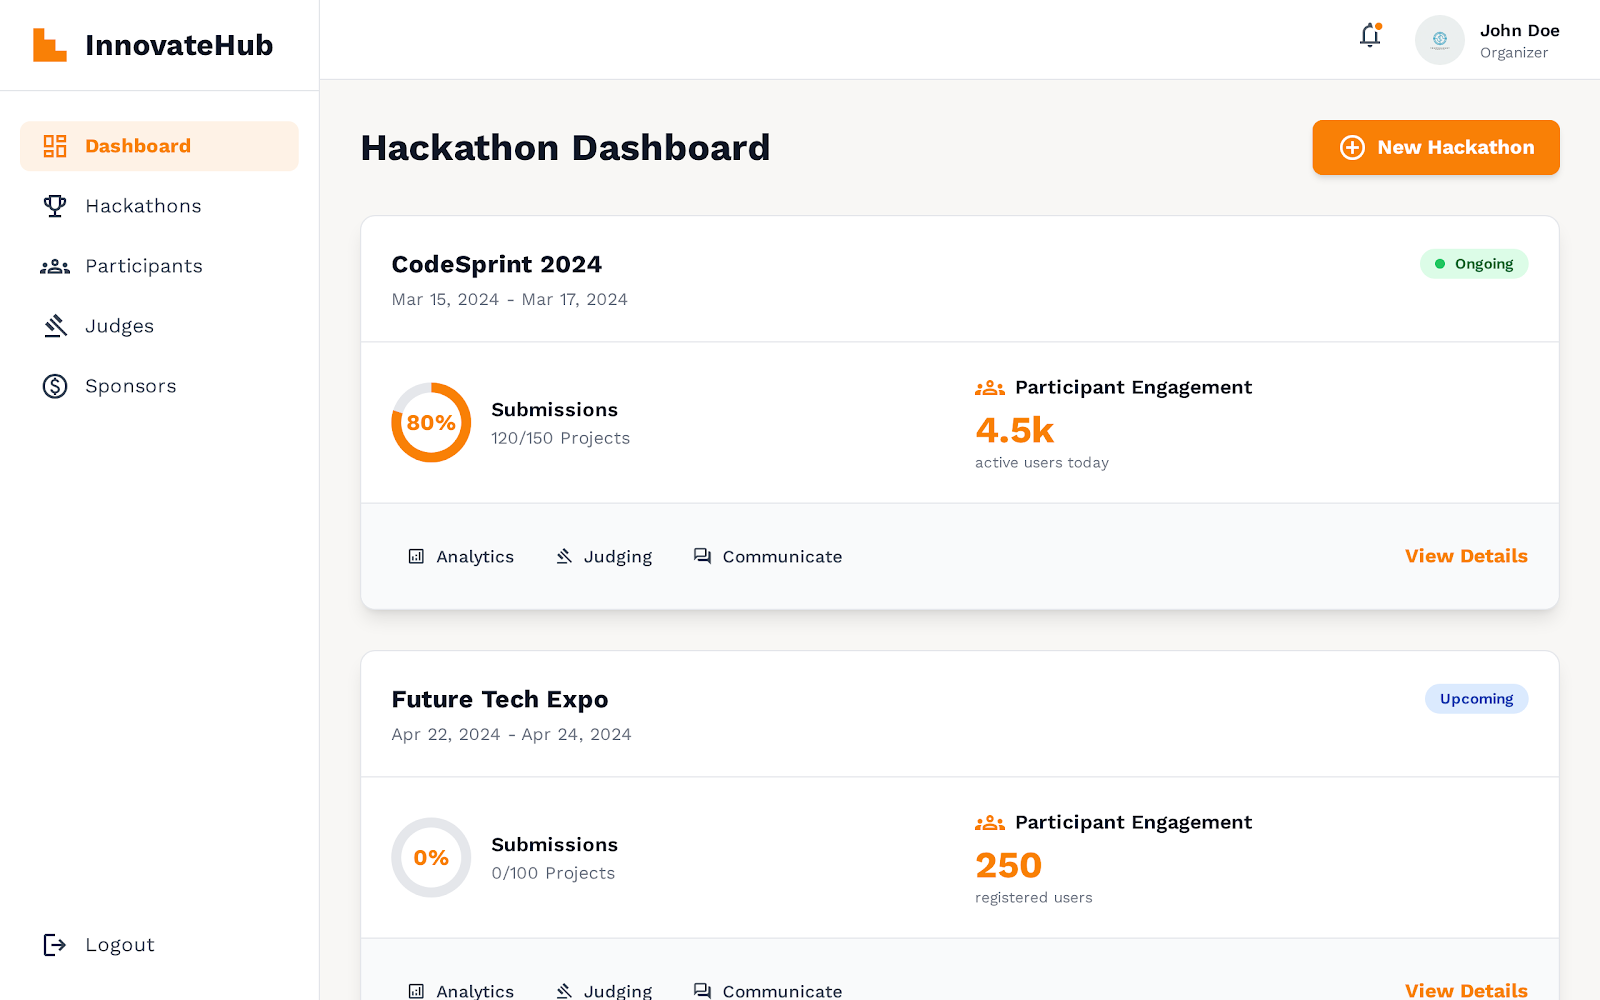 InnovateHub
Dashboard
Hackathons
Participants
Judges
Sponsors
Logout
John Doe
Organizer
Hackathon Dashboard
New Hackathon
CodeSprint 2024
Mar 15, 2024 - Mar 17, 2024
Ongoing
80%
Submissions
120/150 Projects
Participant Engagement
4.5k
active users today
Analytics
Judging
Communicate
View Details
Future Tech Expo
Apr 22, 2024 - Apr 24, 2024
Upcoming
0%
Submissions
0/100 Projects
Participant Engagement
250
registered users
Analytics
Judging
Communicate
View Details